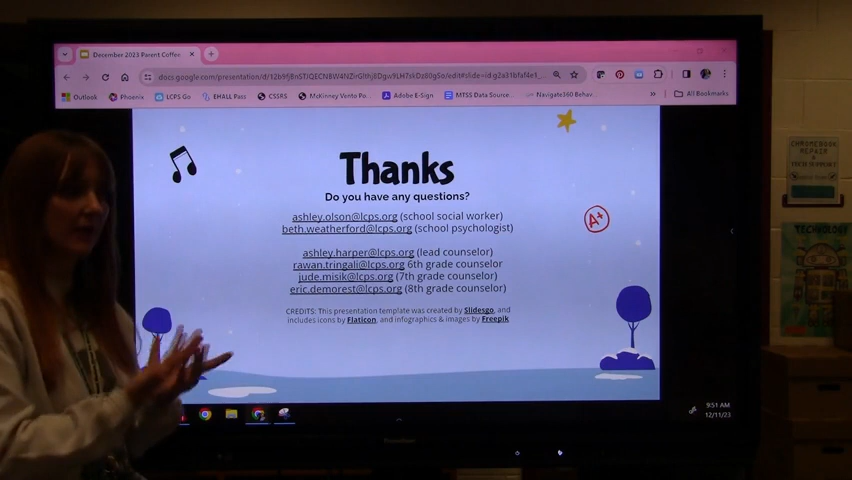 December 2023 Parent Coffee
Outlook
Phoenix
LCPS Go
EHALL Pass
CSSRS
McKinney Vento Po...
Adobe E-Sign
MTSS Data Source...
Navigate360 Behav...
All Bookmarks
Thanks
Do you have any questions?
ashley.olson@lcps.org (school social worker)
beth.weatherford@lcps.org (school psychologist)
ashley.harper@lcps.org (lead counselor)
rawan.tringali@lcps.org 6th grade counselor
jude.misik@lcps.org (7th grade counselor)
eric.demorest@lcps.org (8th grade counselor)
CREDITS: This presentation template was created by Slidesgo, and
includes icons by Flaticon, and infographics & images by Freepik
A+
9:51 AM
12/11/23
CHROMEBOOK
REPAIR
TECHNOLOGY